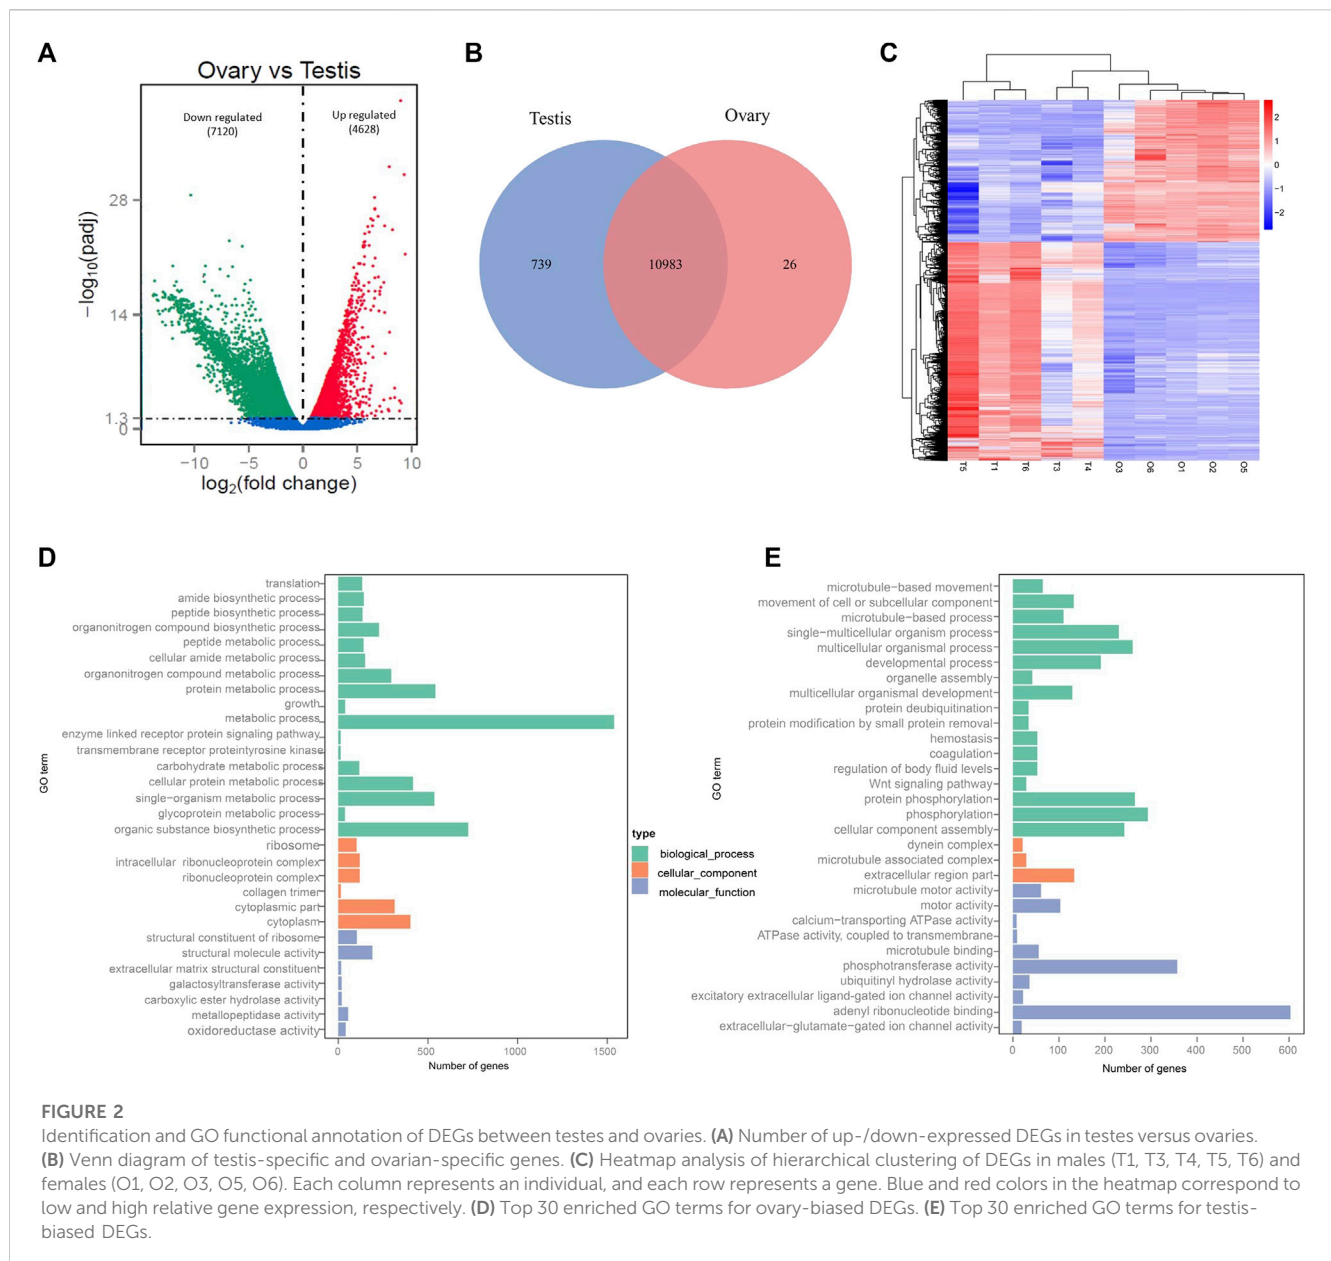 A
Ovary vs Testis
Down regulated
(7120)
Up regulated
(4628)
−log10(padj)
28
14
1.3
0
−10
−5
0
5
10
log2(fold change)
B
Testis
Ovary
739
10983
26
C
2
1
0
−1
−2
T5
T1
T6
T3
T4
O3
O6
O1
O2
O5
D
GO term
translation
amide biosynthetic process
peptide biosynthetic process
organonitrogen compound biosynthetic process
peptide metabolic process
cellular amide metabolic process
organonitrogen compound metabolic process
protein metabolic process
growth
metabolic process
enzyme linked receptor protein signaling pathway
transmembrane receptor proteintyrosine kinase
carbohydrate metabolic process
cellular protein metabolic process
single−organism metabolic process
glycoprotein metabolic process
organic substance biosynthetic process
ribosome
intracellular ribonucleoprotein complex
ribonucleoprotein complex
collagen trimer
cytoplasmic part
cytoplasm
structural constituent of ribosome
structural molecule activity
extracellular matrix structural constituent
galactosyltransferase activity
carboxylic ester hydrolase activity
metallopeptidase activity
oxidoreductase activity
0
500
1000
1500
Number of genes
type
biological_process
cellular_component
molecular_function
E
GO term
microtubule−based movement
movement of cell or subcellular component
microtubule−based process
single−multicellular organism process
multicellular organismal process
developmental process
organelle assembly
multicellular organismal development
protein deubiquitination
protein modification by small protein removal
hemostasis
coagulation
regulation of body fluid levels
Wnt signaling pathway
protein phosphorylation
phosphorylation
cellular component assembly
dynein complex
microtubule associated complex
extracellular region part
microtubule motor activity
motor activity
calcium−transporting ATPase activity
ATPase activity, coupled to transmembrane
microtubule binding
phosphotransferase activity
ubiquitinyl hydrolase activity
excitatory extracellular ligand−gated ion channel activity
adenyl ribonucleotide binding
extracellular−glutamate−gated ion channel activity
0
100
200
300
400
500
600
Number of genes
FIGURE 2
Identification and GO functional annotation of DEGs between testes and ovaries. (A) Number of up-/down-expressed DEGs in testes versus ovaries.
(B) Venn diagram of testis-specific and ovarian-specific genes. (C) Heatmap analysis of hierarchical clustering of DEGs in males (T1, T3, T4, T5, T6) and
females (O1, O2, O3, O5, O6). Each column represents an individual, and each row represents a gene. Blue and red colors in the heatmap correspond to
low and high relative gene expression, respectively. (D) Top 30 enriched GO terms for ovary-biased DEGs. (E) Top 30 enriched GO terms for testis-
biased DEGs.